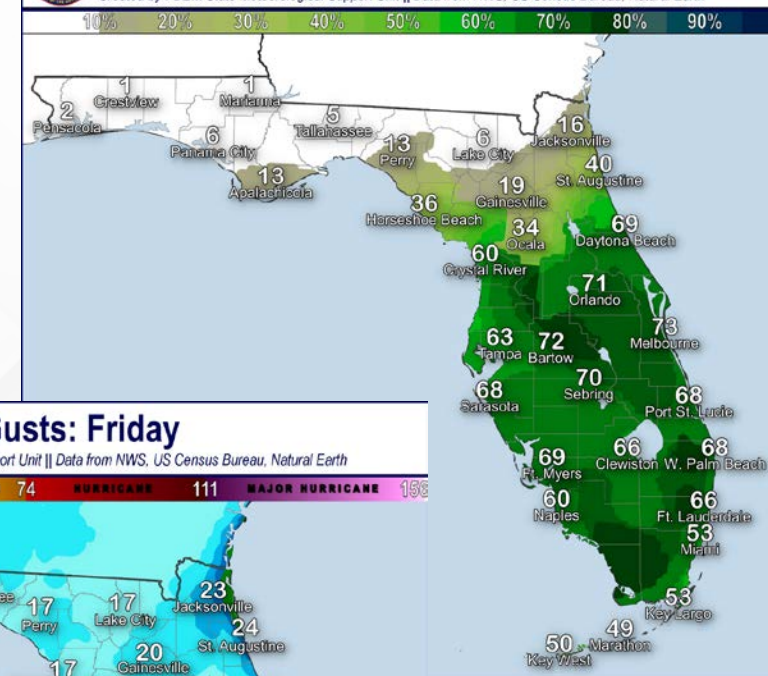 10% 20% 30% 40% 50% 60% 70% 80% 90%
1
Crestview
1
Marianna
2
Pensacola
5
Tallahassee
6
Panama City
13
Perry
6
Lake City
16
Jacksonville
13
Apalachicola
19
Gainesville
40
St. Augustine
36
Horseshoe Beach
34
Ocala
69
Daytona Beach
60
Crystal River
71
Orlando
63
Tampa
72
Bartow
73
Melbourne
68
Sarasota
70
Sebring
68
Port St. Lucie
69
Ft. Myers
66
Clewiston
68
W. Palm Beach
60
Naples
66
Ft. Lauderdale
53
Miami
53
Key Largo
50
Key West
49
Marathon
Gusts: Friday
ort Unit || Data from NWS, US Census Bureau, Natural Earth
74 HURRICANE 111 MAJOR HURRICANE 158
ee
17
Perry
17
Lake City
23
Jacksonville
24
St. Augustine
20
Gainesville
17